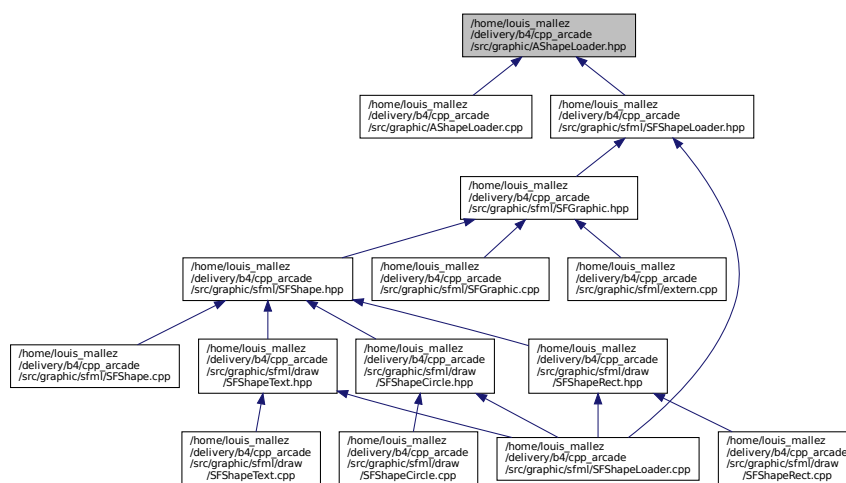 /home/louis_mallez
/delivery/b4/cpp_arcade
/src/graphic/AShapeLoader.hpp
/home/louis_mallez
/delivery/b4/cpp_arcade
/src/graphic/AShapeLoader.cpp
/home/louis_mallez
/delivery/b4/cpp_arcade
/src/graphic/sfml/SFShapeLoader.hpp
/home/louis_mallez
/delivery/b4/cpp_arcade
/src/graphic/sfml/SFGraphic.hpp
/home/louis_mallez
/delivery/b4/cpp_arcade
/src/graphic/sfml/SFShape.hpp
/home/louis_mallez
/delivery/b4/cpp_arcade
/src/graphic/sfml/SFGraphic.cpp
/home/louis_mallez
/delivery/b4/cpp_arcade
/src/graphic/sfml/extern.cpp
/home/louis_mallez
/delivery/b4/cpp_arcade
/src/graphic/sfml/SFShape.cpp
/home/louis_mallez
/delivery/b4/cpp_arcade
/src/graphic/sfml/draw
/SFShapeText.hpp
/home/louis_mallez
/delivery/b4/cpp_arcade
/src/graphic/sfml/draw
/SFShapeCircle.hpp
/home/louis_mallez
/delivery/b4/cpp_arcade
/src/graphic/sfml/draw
/SFShapeRect.hpp
/home/louis_mallez
/delivery/b4/cpp_arcade
/src/graphic/sfml/draw
/SFShapeText.cpp
/home/louis_mallez
/delivery/b4/cpp_arcade
/src/graphic/sfml/draw
/SFShapeCircle.cpp
/home/louis_mallez
/delivery/b4/cpp_arcade
/src/graphic/sfml/SFShapeLoader.cpp
/home/louis_mallez
/delivery/b4/cpp_arcade
/src/graphic/sfml/draw
/SFShapeRect.cpp